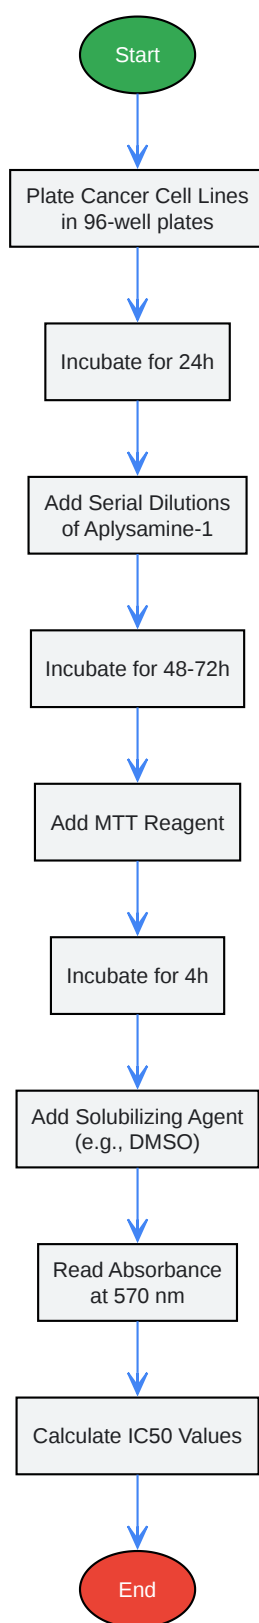 Start
Plate Cancer Cell Lines
in 96-well plates
Incubate for 24h
Add Serial Dilutions
of Aplysamine-1
Incubate for 48-72h
Add MTT Reagent
Incubate for 4h
Add Solubilizing Agent
(e.g., DMSO)
Read Absorbance
at 570 nm
Calculate IC50 Values
End